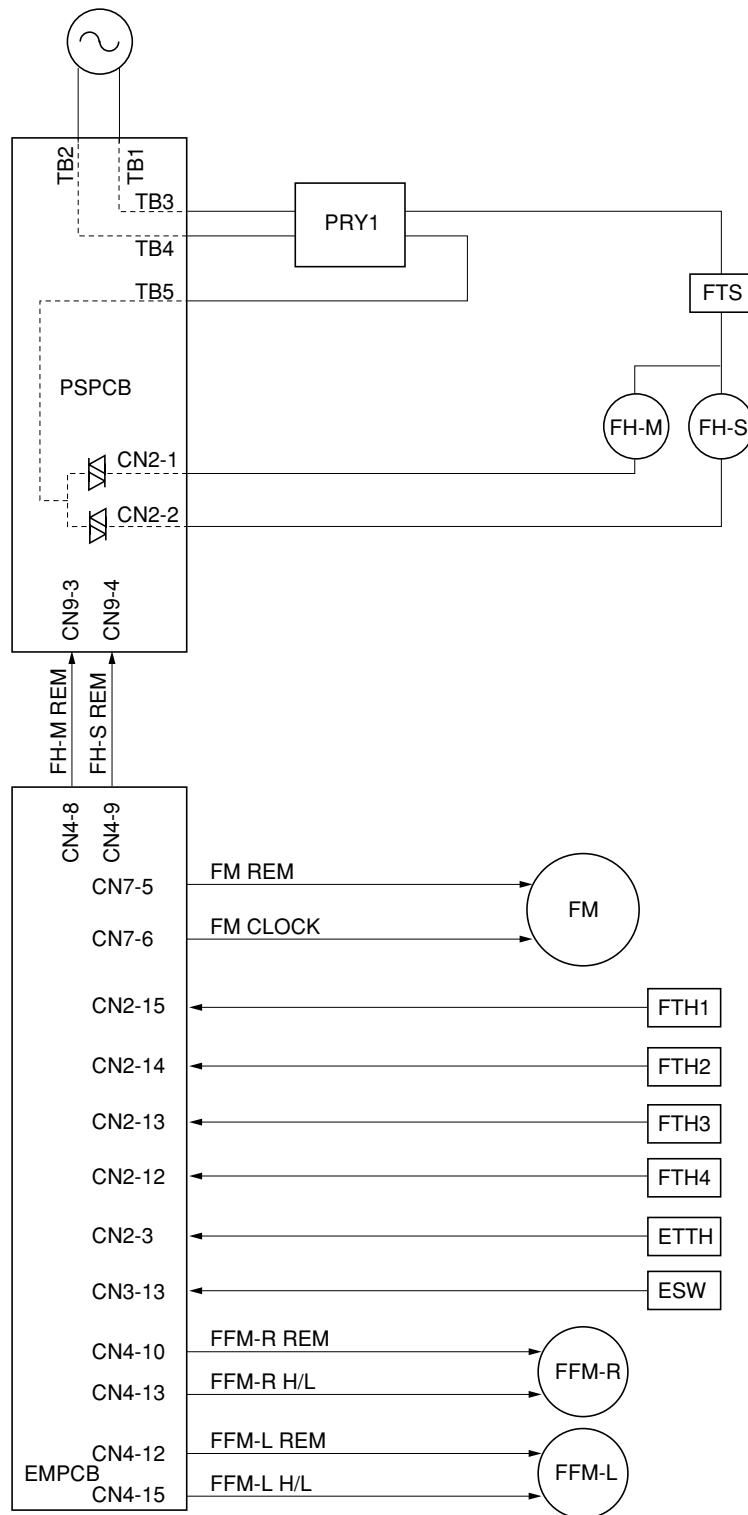 TB2
TB1
TB3
PRY1
TB4
FTS
TB5
PSPCB
FH-M
FH-S
CN2-1
CN2-2
CN9-3
CN9-4
FH-M REM
FH-S REM
CN4-8
CN4-9
CN7-5
FM REM
FM
CN7-6
FM CLOCK
CN2-15
FTH1
CN2-14
FTH2
CN2-13
FTH3
CN2-12
FTH4
CN2-3
ETTH
CN3-13
ESW
CN4-10
FFM-R REM
FFM-R
CN4-13
FFM-R H/L
CN4-12
FFM-L REM
EMPCB
FFM-L
CN4-15
FFM-L H/L